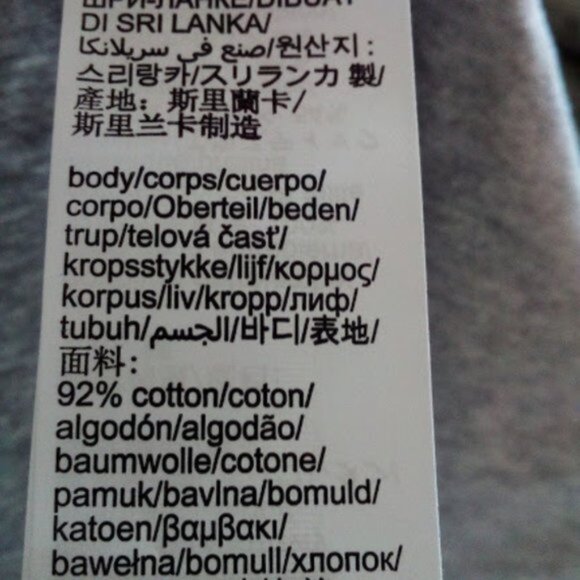 ШРИ-ЛАНКЕ/DIBUAT
DI SRI LANKA/
صنع في سريلانكا/원산지:
스리랑카/スリランカ 製/
產地：斯里蘭卡/
斯里兰卡制造
body/corps/cuerpo/
corpo/Oberteil/beden/
trup/telová časť/
kropsstykke/lijf/κορμος/
korpus/liv/kropp/лиф/
tubuh/الجسم/바디/表地/
面料:
92% cotton/coton/
algodón/algodão/
baumwolle/cotone/
pamuk/bavlna/bomuld/
katoen/βαμβακι/
bawełna/bomull/хлопок/